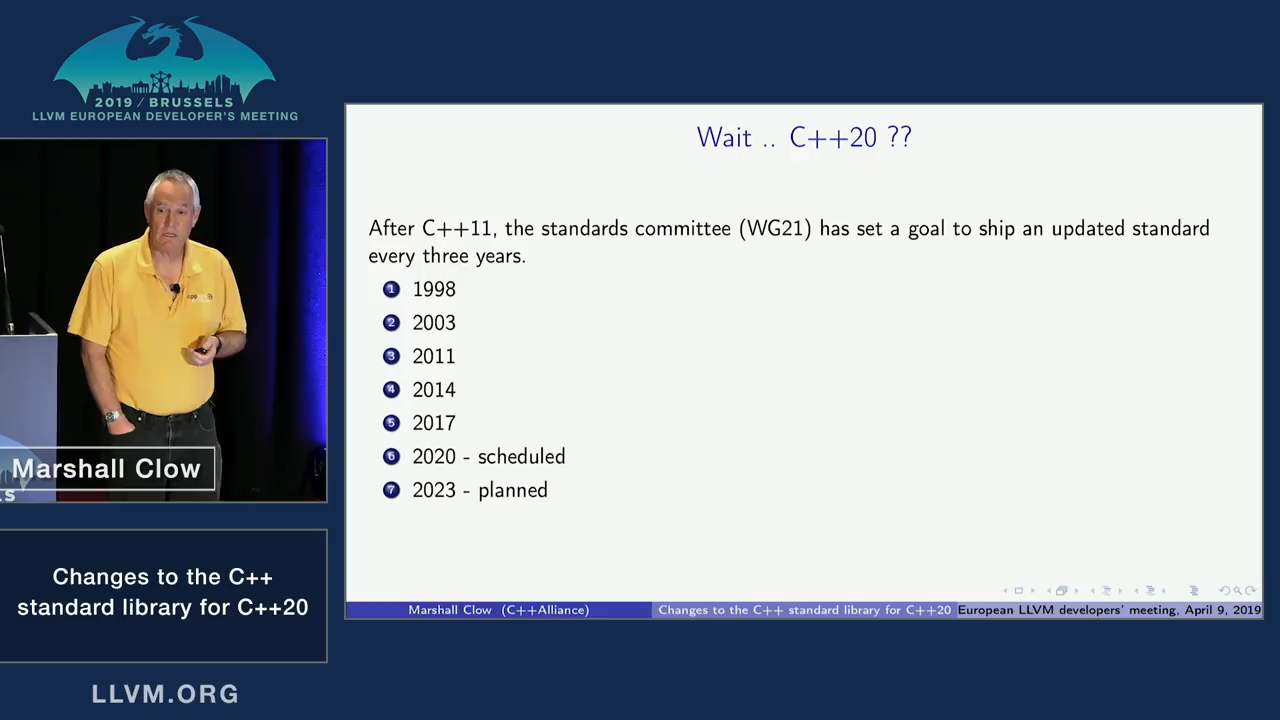 2019 / BRUSSELS
LLVM EUROPEAN DEVELOPER'S MEETING
Marshall Clow
Changes to the C++
standard library for C++20
LLVM.ORG
Wait .. C++20 ??
After C++11, the standards committee (WG21) has set a goal to ship an updated standard
every three years.
1 1998
2 2003
3 2011
4 2014
5 2017
6 2020 - scheduled
7 2023 - planned
Marshall Clow (C++Alliance)
Changes to the C++ standard library for C++20
European LLVM developers' meeting, April 9, 2019